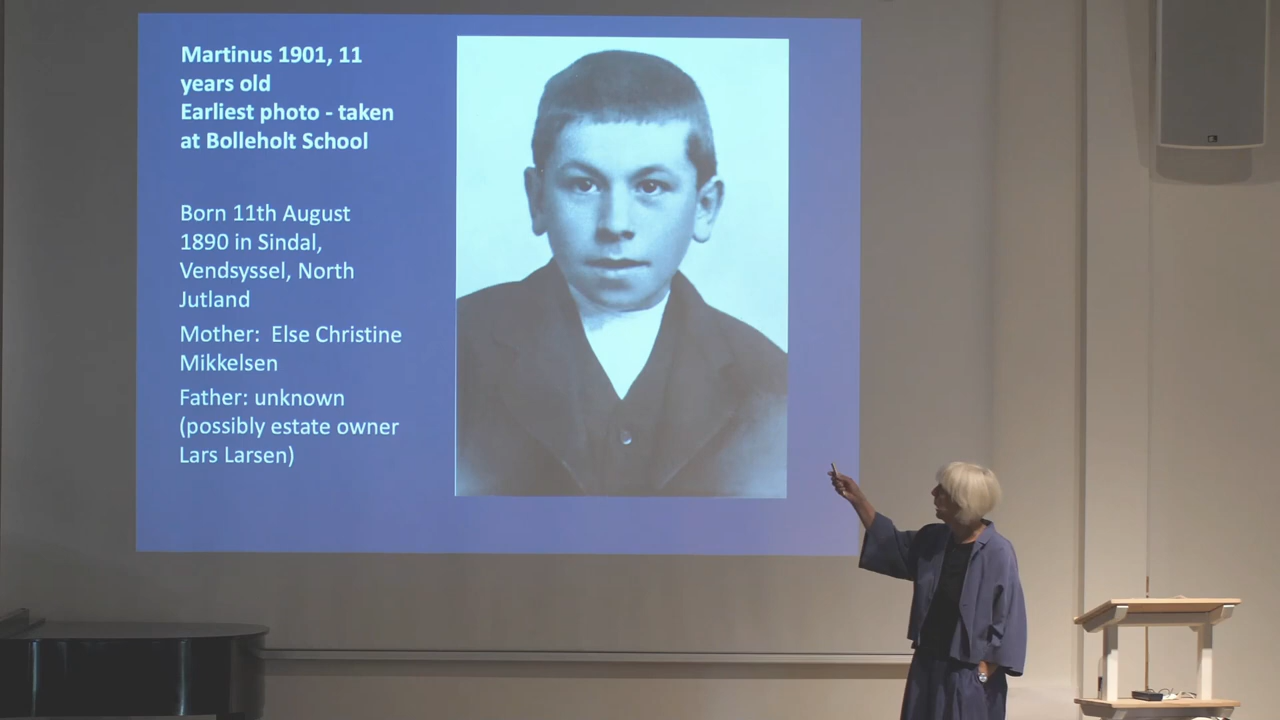 Martinus 1901, 11
years old
Earliest photo - taken
at Bolleholt School
Born 11th August
1890 in Sindal,
Vendsyssel, North
Jutland
Mother:  Else Christine
Mikkelsen
Father: unknown
(possibly estate owner
Lars Larsen)